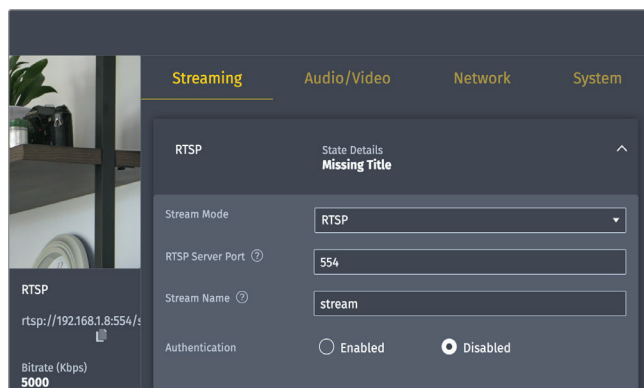 Streaming Audio/Video Network System
RTSP State Details
Missing Title
Stream Mode RTSP
RTSP Server Port ? 554
Stream Name ? stream
Authentication Enabled Disabled
RTSP
rtsp://192.168.1.8:554/s
Bitrate (Kbps)
5000